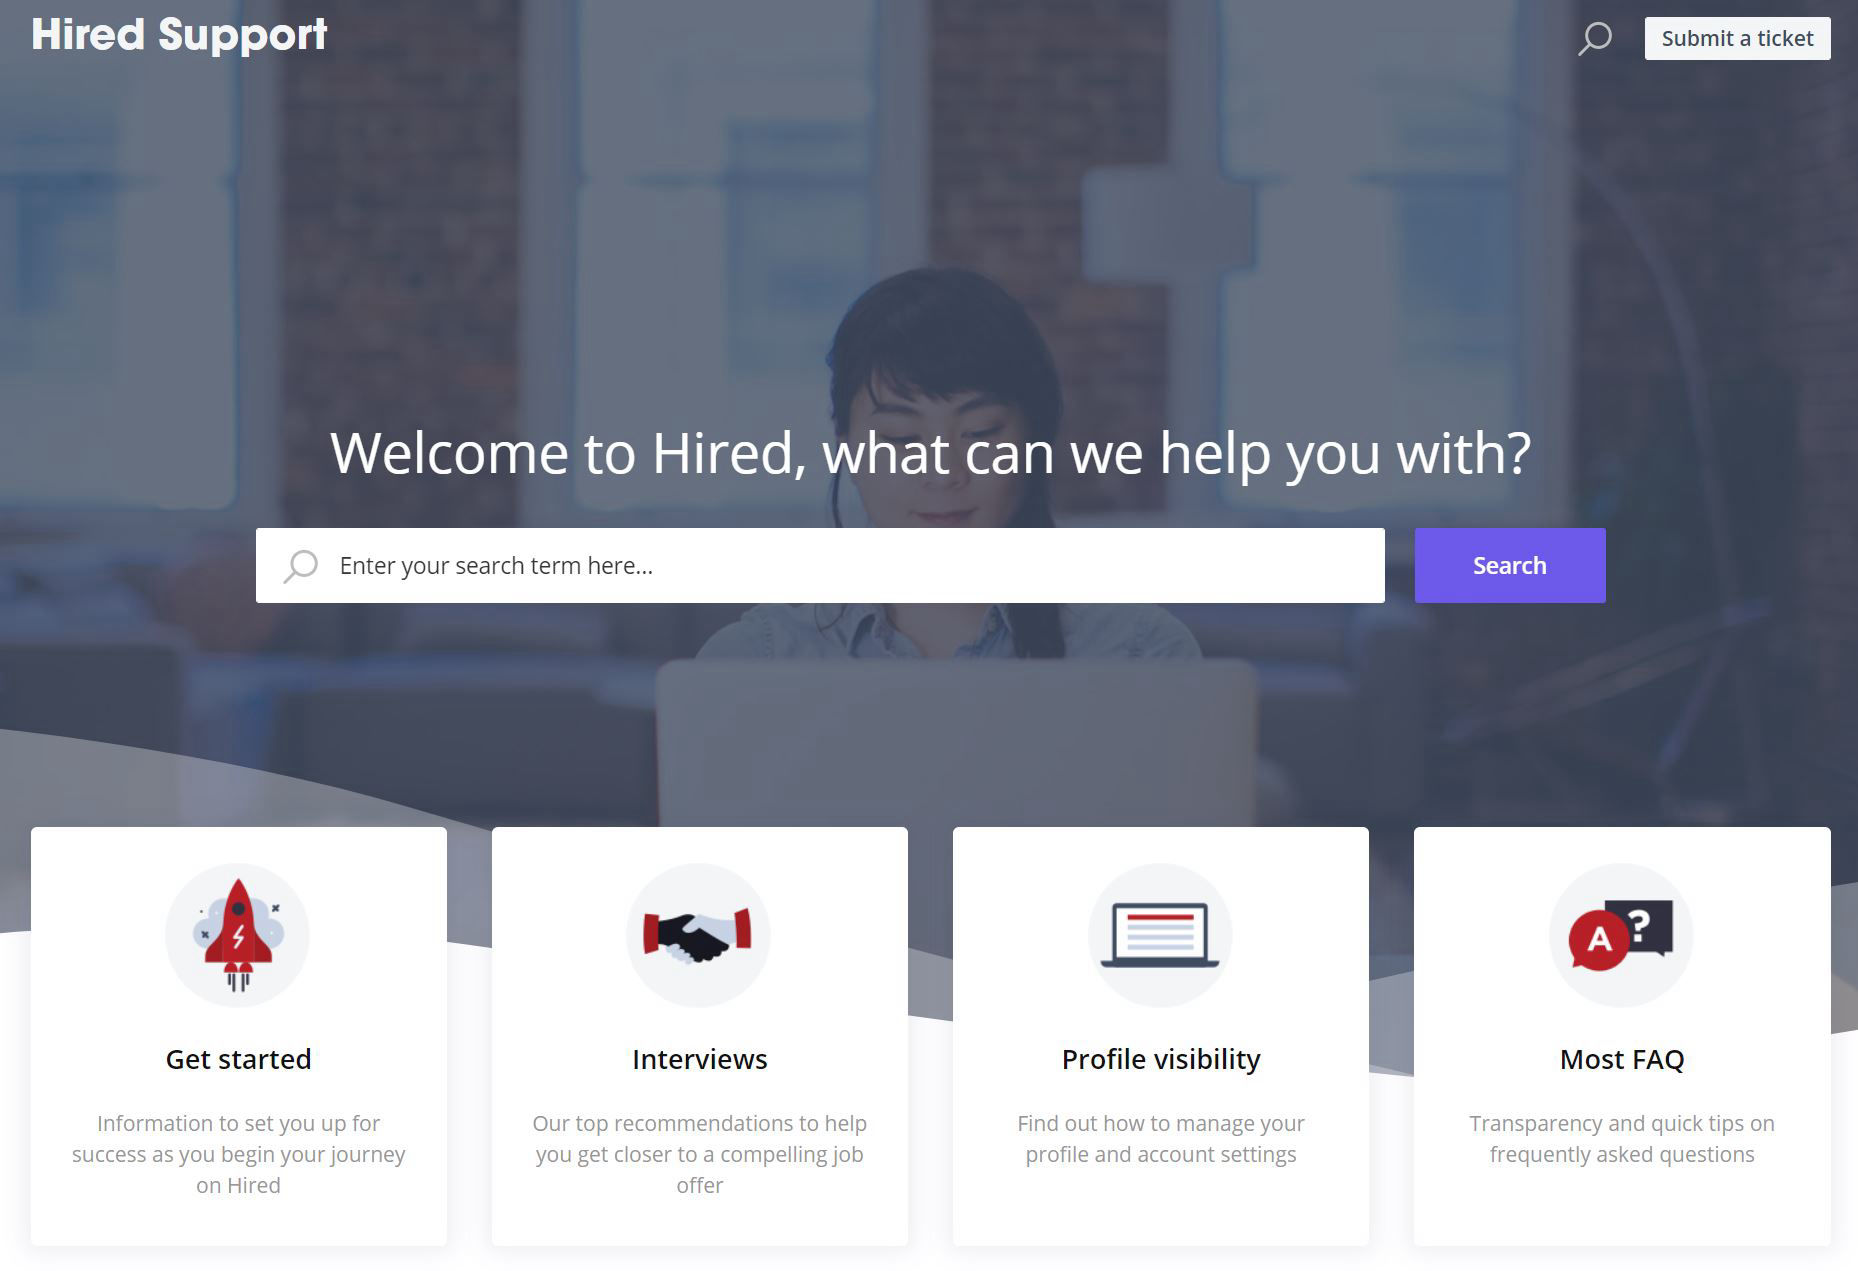 Hired Support
Submit a ticket
Welcome to Hired, what can we help you with?
Enter your search term here...
Search
Get started
Information to set you up for
success as you begin your journey
on Hired
Interviews
Our top recommendations to help
you get closer to a compelling job
offer
Profile visibility
Find out how to manage your
profile and account settings
A
?
Most FAQ
Transparency and quick tips on
frequently asked questions